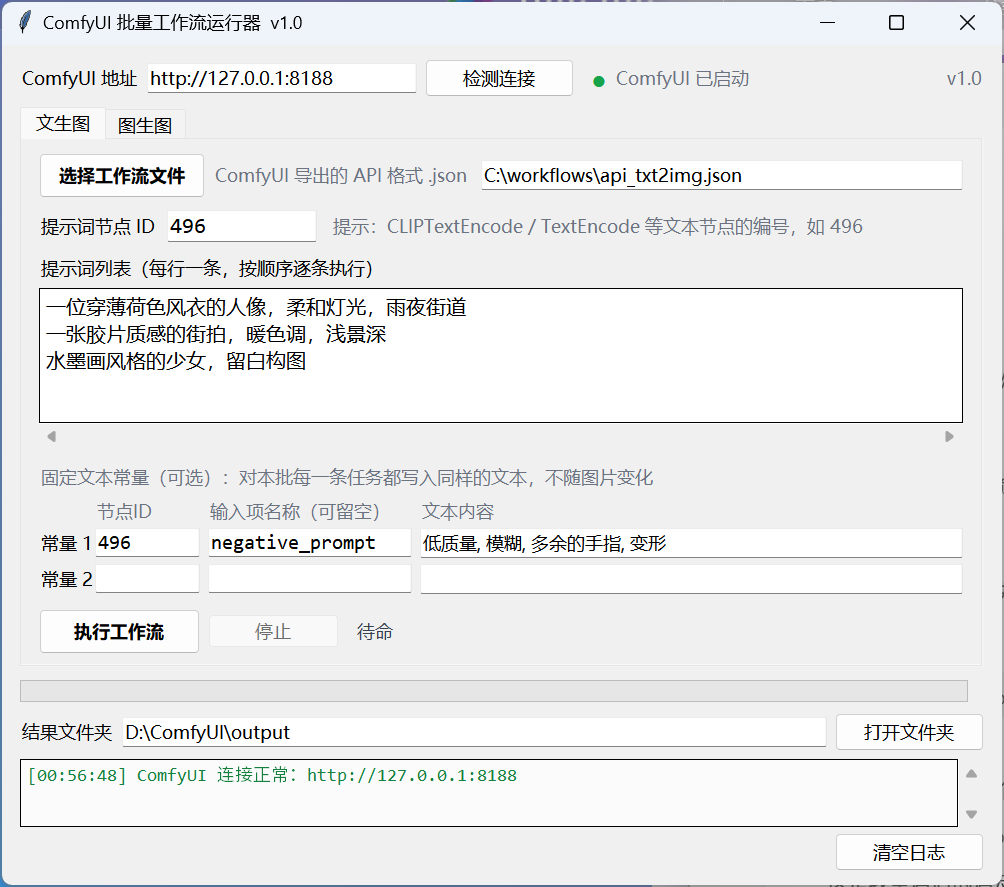 ComfyUI 批量工作流运行器 v1.0
ComfyUI 地址 http://127.0.0.1:8188 检测连接 ComfyUI 已启动 v1.0
文生图 图生图
选择工作流文件 ComfyUI 导出的 API 格式 .json C:\workflows\api_txt2img.json
提示词节点 ID 496 提示：CLIPTextEncode / TextEncode 等文本节点的编号，如 496
提示词列表（每行一条，按顺序逐条执行）
一位穿薄荷色风衣的人像，柔和灯光，雨夜街道
一张胶片质感的街拍，暖色调，浅景深
水墨画风格的少女，留白构图
固定文本常量（可选）：对本批每一条任务都写入同样的文本，不随图片变化
节点ID 输入项名称（可留空） 文本内容
常量 1 496 negative_prompt 低质量, 模糊, 多余的手指, 变形
常量 2
执行工作流 停止 待命
结果文件夹 D:\ComfyUI\output 打开文件夹
[00:56:48] ComfyUI 连接正常：http://127.0.0.1:8188
清空日志